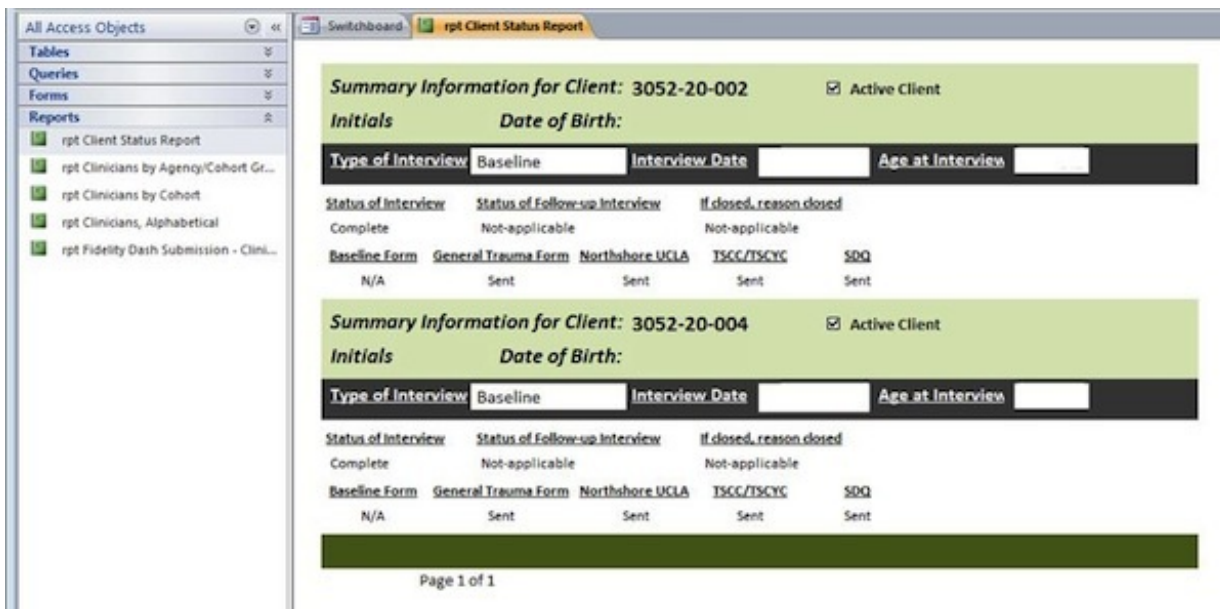 All Access Objects
Tables
Queries
Forms
Reports
rpt Client Status Report
rpt Clinicians by Agency/Cohort Gr...
rpt Clinicians by Cohort
rpt Clinicians, Alphabetical
rpt Fidelity Dash Submission - Clini...
Switchboard rpt Client Status Report
Summary Information for Client: 3052-20-002 Active Client
Initials Date of Birth:
Type of Interview Baseline Interview Date Age at Interview
Status of Interview Status of Follow-up Interview If closed, reason closed
Complete Not-applicable Not-applicable
Baseline Form General Trauma Form Northshore UCLA TSCC/TSCYC SDQ
N/A Sent Sent Sent Sent
Summary Information for Client: 3052-20-004 Active Client
Initials Date of Birth:
Type of Interview Baseline Interview Date Age at Interview
Status of Interview Status of Follow-up Interview If closed, reason closed
Complete Not-applicable Not-applicable
Baseline Form General Trauma Form Northshore UCLA TSCC/TSCYC SDQ
N/A Sent Sent Sent Sent
Page 1 of 1